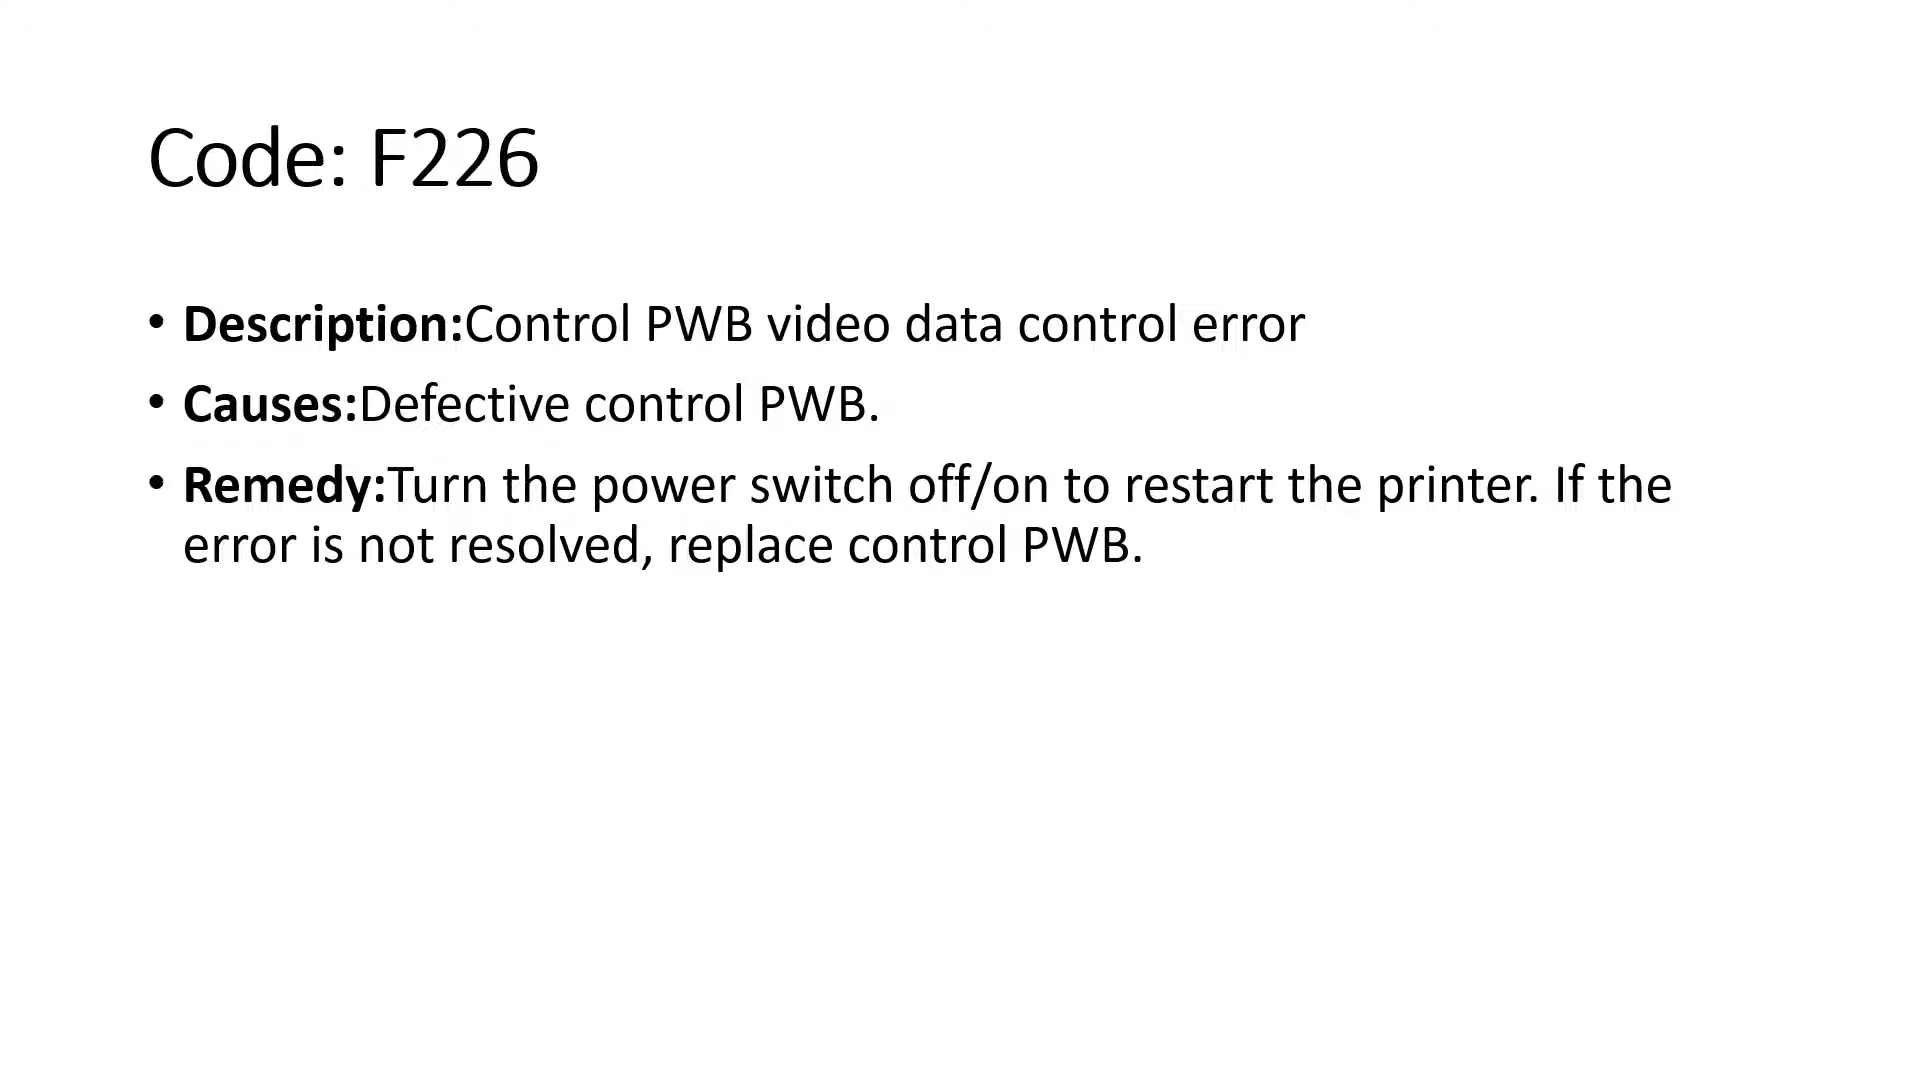 Code: F226
• Description:Control PWB video data control error
• Causes:Defective control PWB.
• Remedy:Turn the power switch off/on to restart the printer. If the
error is not resolved, replace control PWB.